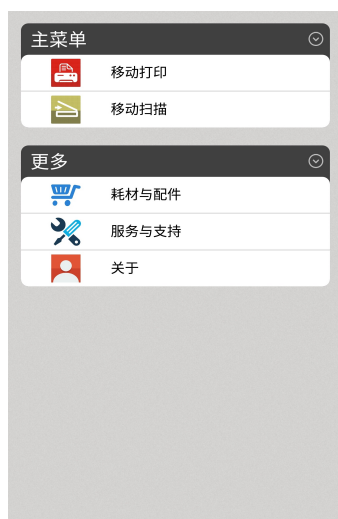 主菜单
移动打印
移动扫描
更多
耗材与配件
服务与支持
关于